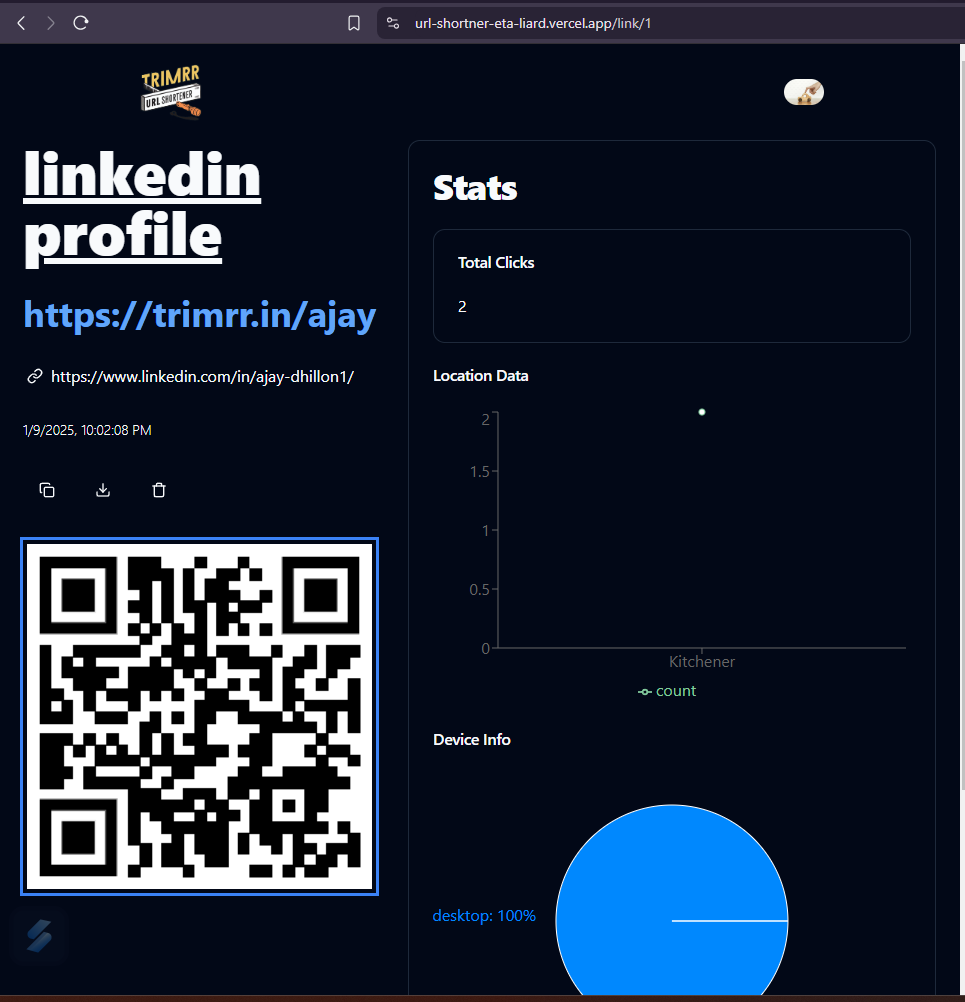 url-shortner-eta-liard.vercel.app/link/1
TRIMRR
URL SHORTENER
linkedin
profile
https://trimrr.in/ajay
https://www.linkedin.com/in/ajay-dhillon1/
1/9/2025, 10:02:08 PM
Stats
Total Clicks
2
Location Data
2
1.5
1
0.5
0
Kitchener
count
Device Info
desktop: 100%